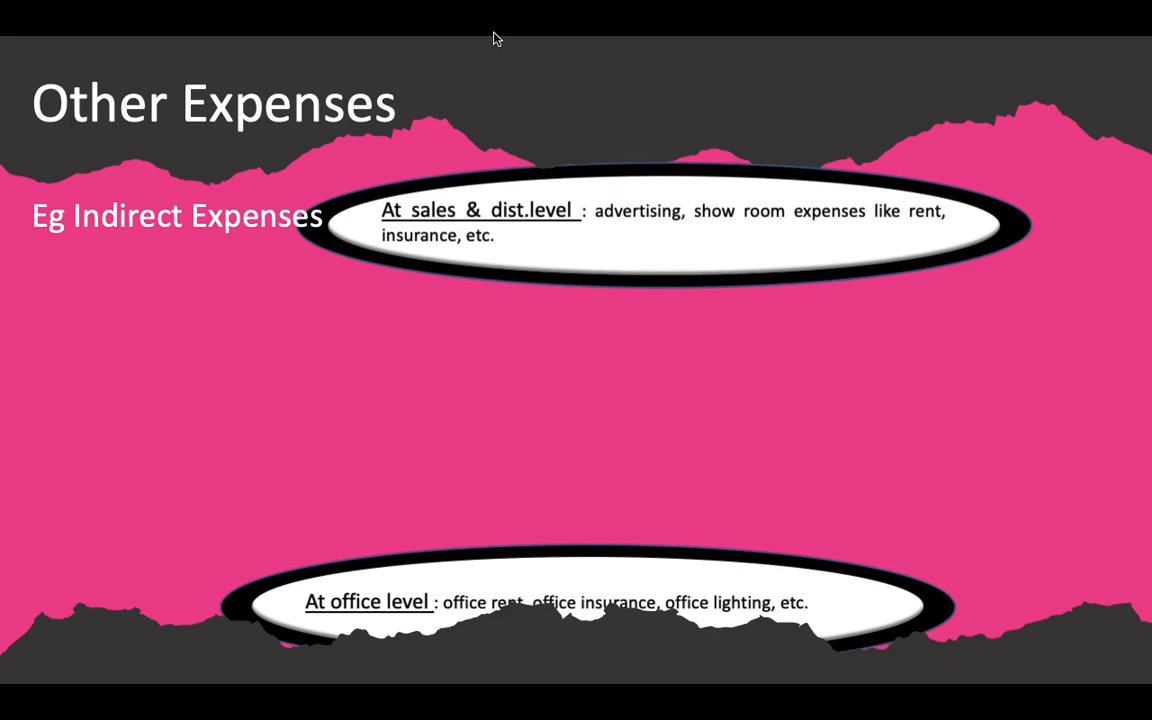 Other Expenses
Eg Indirect Expenses
At sales & dist.level : advertising, show room expenses like rent,
insurance, etc.
At office level : office rent, office insurance, office lighting, etc.